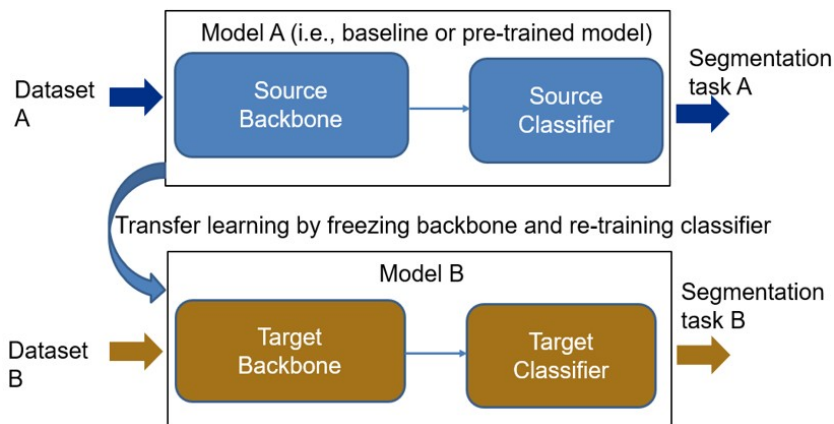 Model A (i.e., baseline or pre-trained model)
Dataset
A
Source
Backbone
Source
Classifier
Segmentation
task A
Transfer learning by freezing backbone and re-training classifier
Model B
Dataset
B
Target
Backbone
Target
Classifier
Segmentation
task B